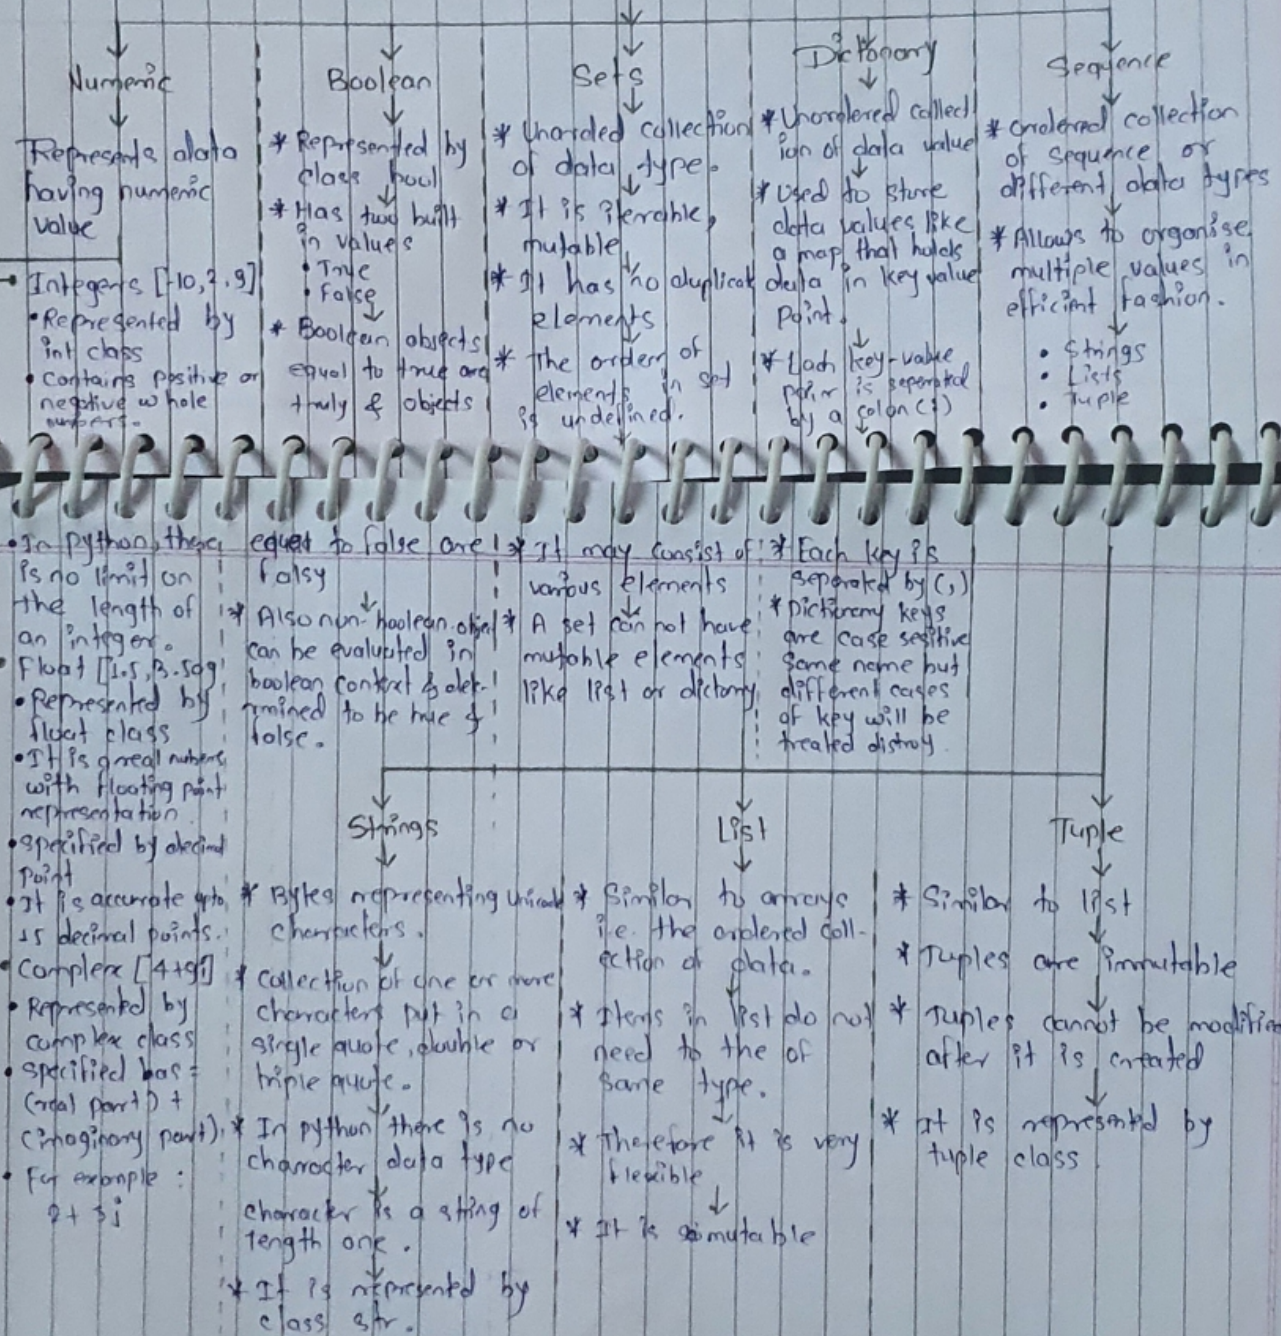 Numeric
Represents data
having numeric
value
Integers [-10, 2, 9]
• Represented by
int class
• Contains positive or
negative whole
numbers.
• In python, there
is no limit on
the length of
an integer.
• Float [1.5, 3.509
• Represented by
float class
• It is a real numbers
with floating point
representation
• specified by decimal
point
• It is accurate upto
15 decimal points.
• Complex [4+9i]
• Represented by
complex class
• specified bas =
(real part) +
(imaginary part).
• For example :
2 + 3j
Boolean
* Represented by
class bool
* Has two built
in values
• True
• False
* Boolean objects
equal to true are
truly & objects
equal to false are
falsy
* Also non-boolean object
can be evaluated in
boolean context & dete-
rmined to be true &
false.
Sets
* Unorded collection
of data type.
* It is iterable,
mutable
* It has no duplicat
elements
* The order of
elements in set
is undefined.
* It may consist of
various elements
* A set can not have
mutable elements
like list or dictonary
Dictonary
* Unordered collect
ion of data value
* Used to store
data values like
a map that holds
data in key value
point.
* Each key-value
pair is seperated
by a colon (:)
* Each key is
seperated by (,)
* Dictionary keys
are case sesitive
same name but
different cases
of key will be
treated
Sequence
* ordered collection
of sequence or
different data types
* Allows to organise
multiple values in
efficient fashion.
• Strings
• Lists
• Tuple
Strings
* Bytes representing unicode
characters.
* collection of one or more
characters put in a
single quote, double or
triple quote.
* In python there is no
character data type
character is a string of
length one.
* It is represented by
class str.
List
* Similar to arrays
i.e. the ordered coll-
ection of data.
* Items in list do not
need to the of
same type.
* Therefore it is very
flexible
* It is mutable
Tuple
* Similar to list
* Tuples are immutable
* Tuples cannot be modifie
after it is created
* It is represented by
tuple class